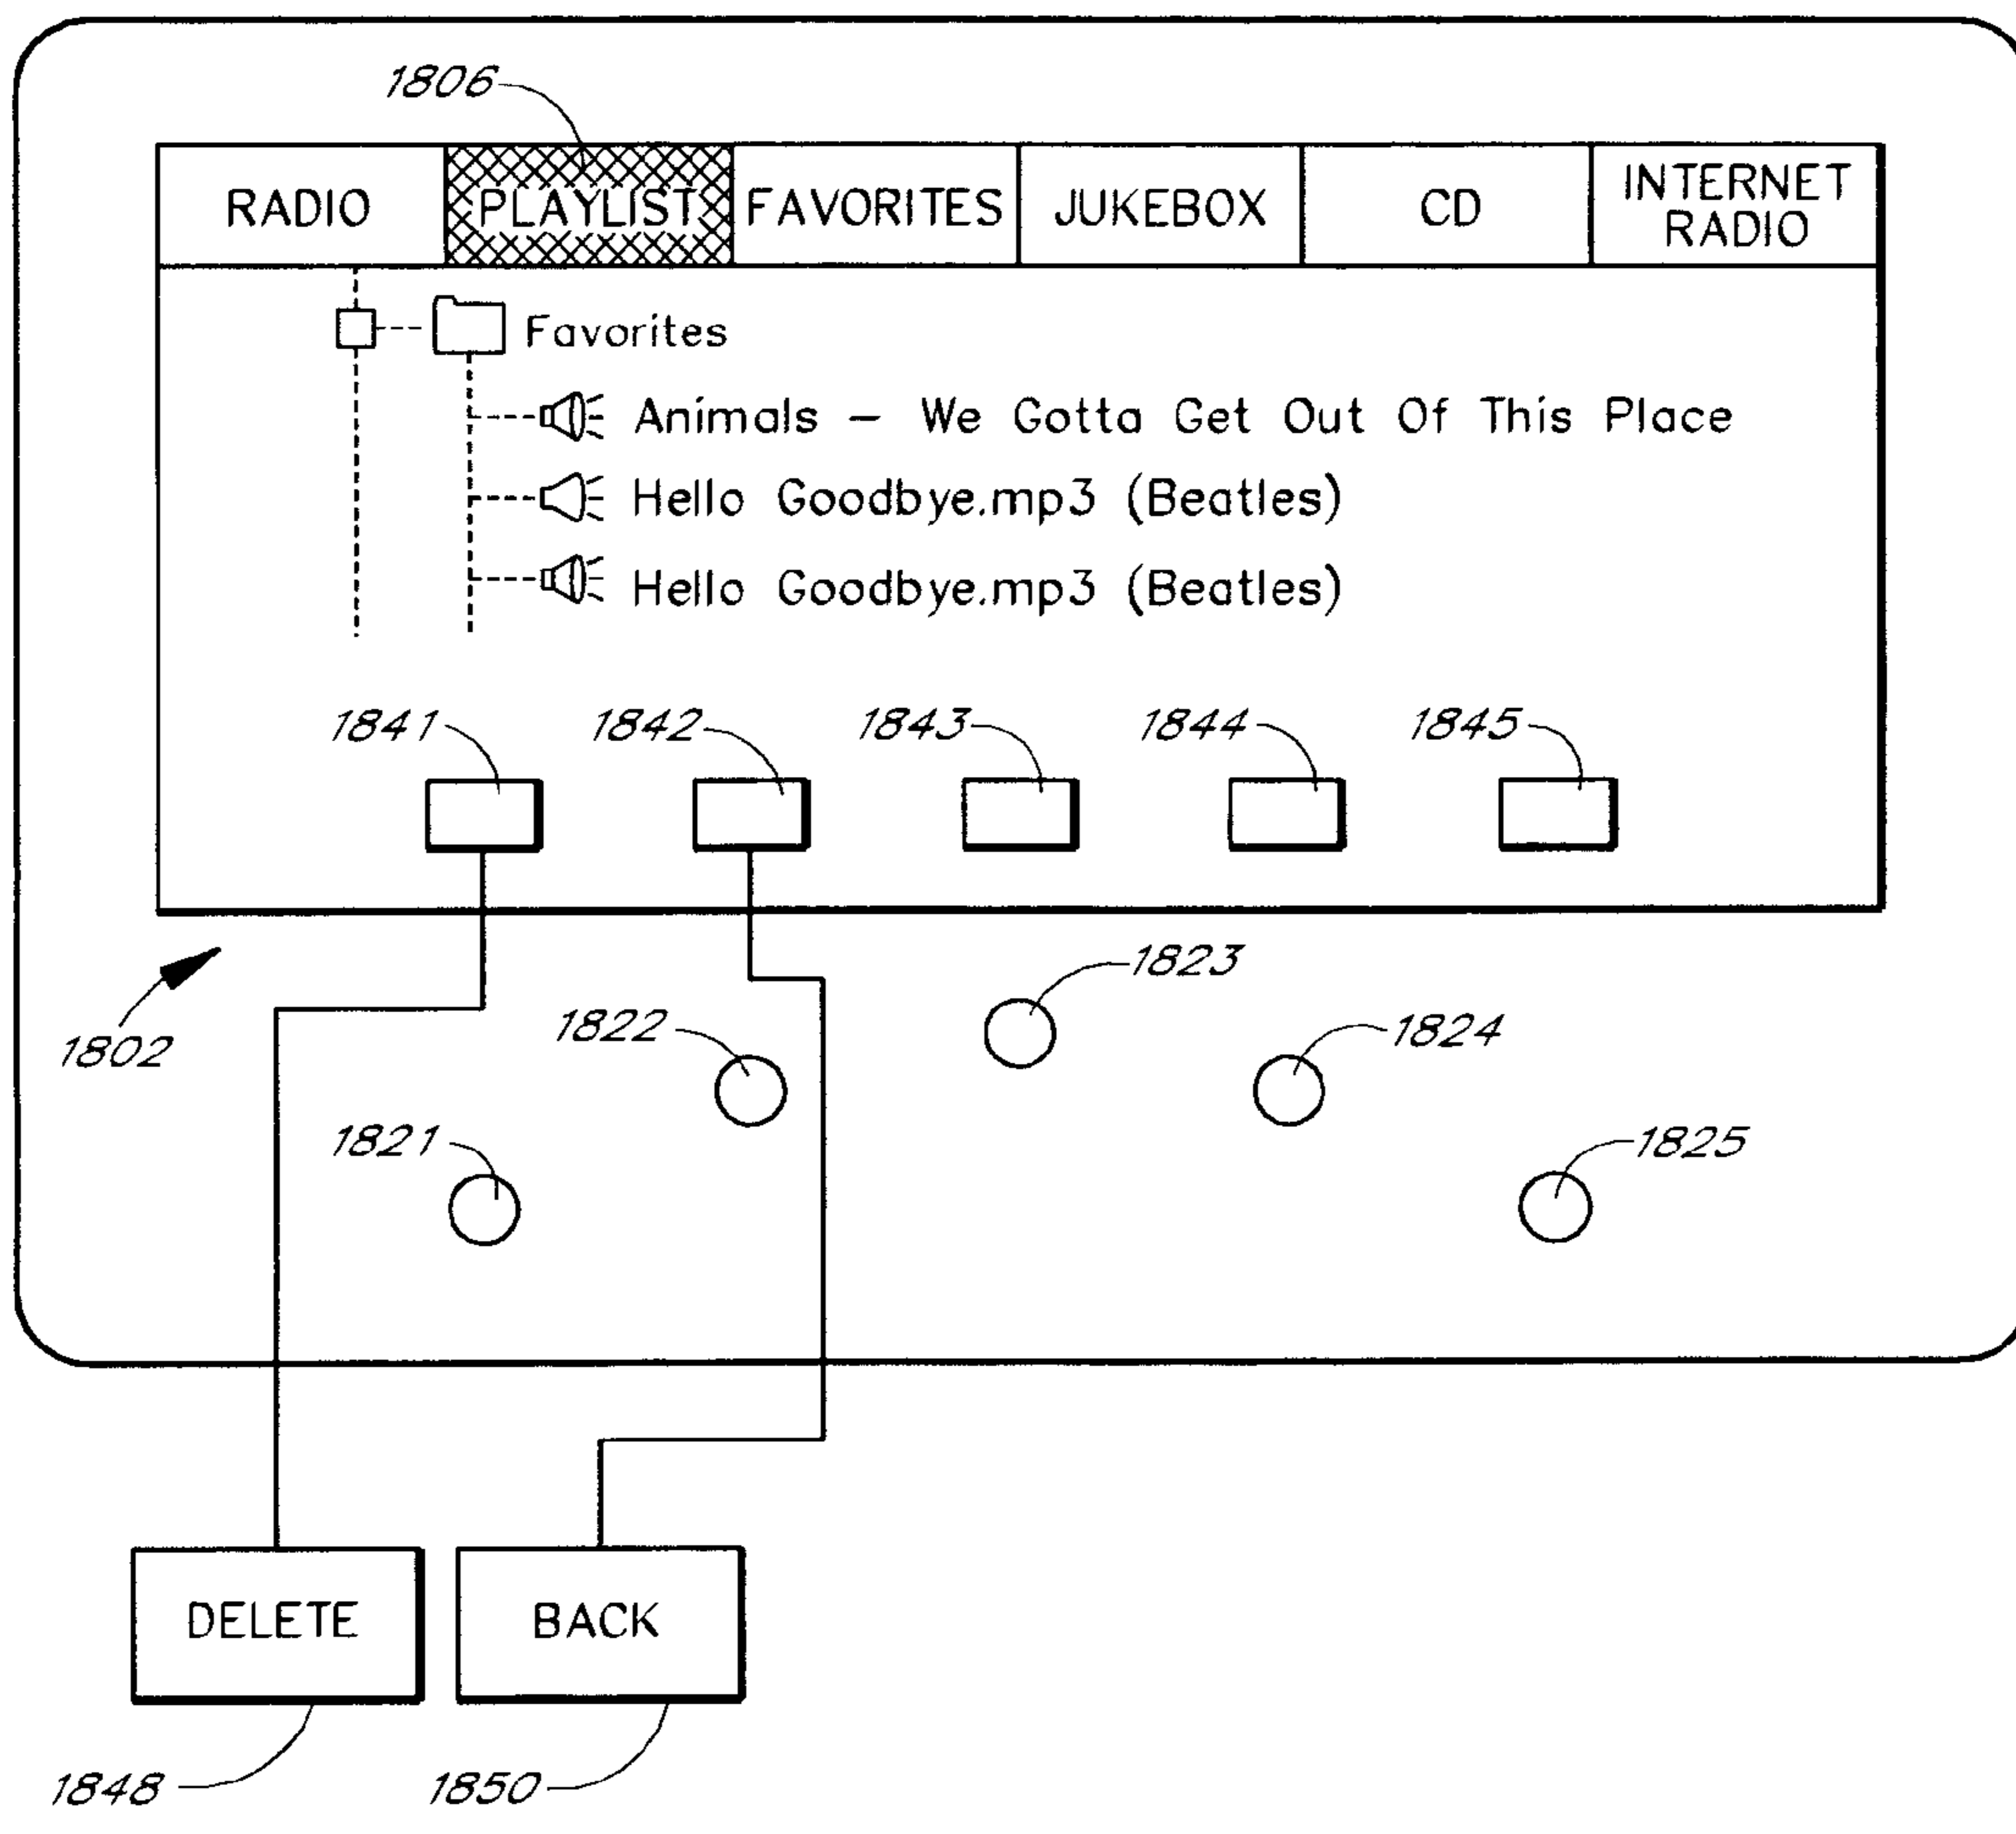 1806
RADIO
PLAYLIST
FAVORITES
JUKEBOX
CD
INTERNET
RADIO
Favorites
Animals – We Gotta Get Out Of This Place
Hello Goodbye.mp3 (Beatles)
Hello Goodbye.mp3 (Beatles)
1841
1842
1843
1844
1845
1802
1823
1822
1824
1821
1825
DELETE
BACK
1848
1850